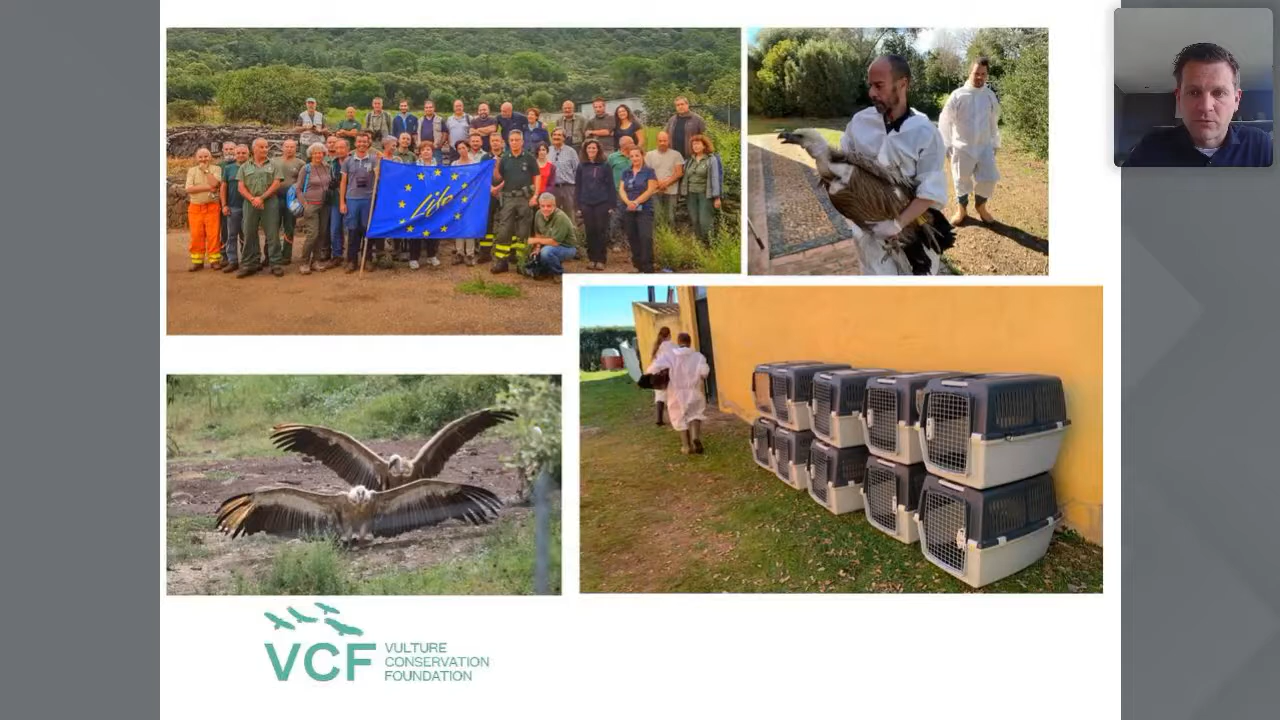 Life
VCF
VULTURE
CONSERVATION
FOUNDATION